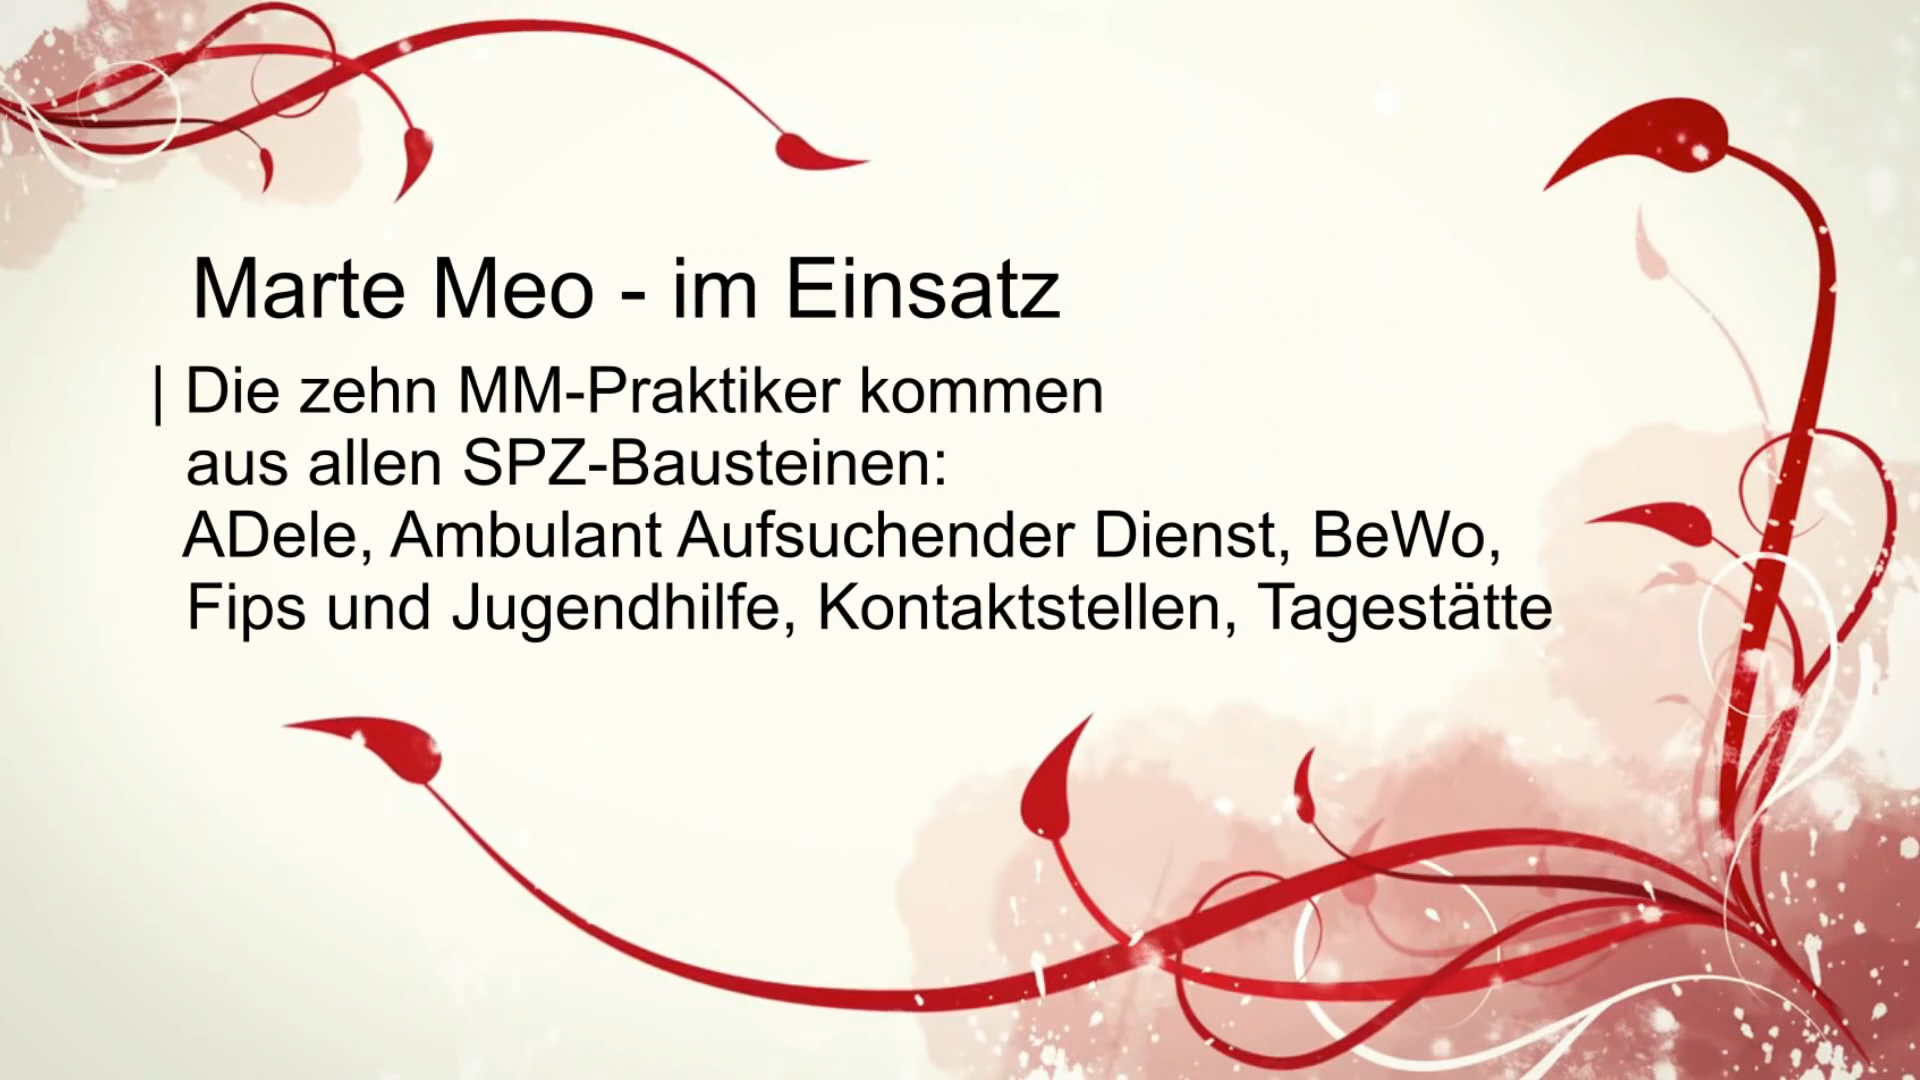 Marte Meo - im Einsatz
| Die zehn MM-Praktiker kommen
aus allen SPZ-Bausteinen:
ADele, Ambulant Aufsuchender Dienst, BeWo,
Fips und Jugendhilfe, Kontaktstellen, Tagestätte